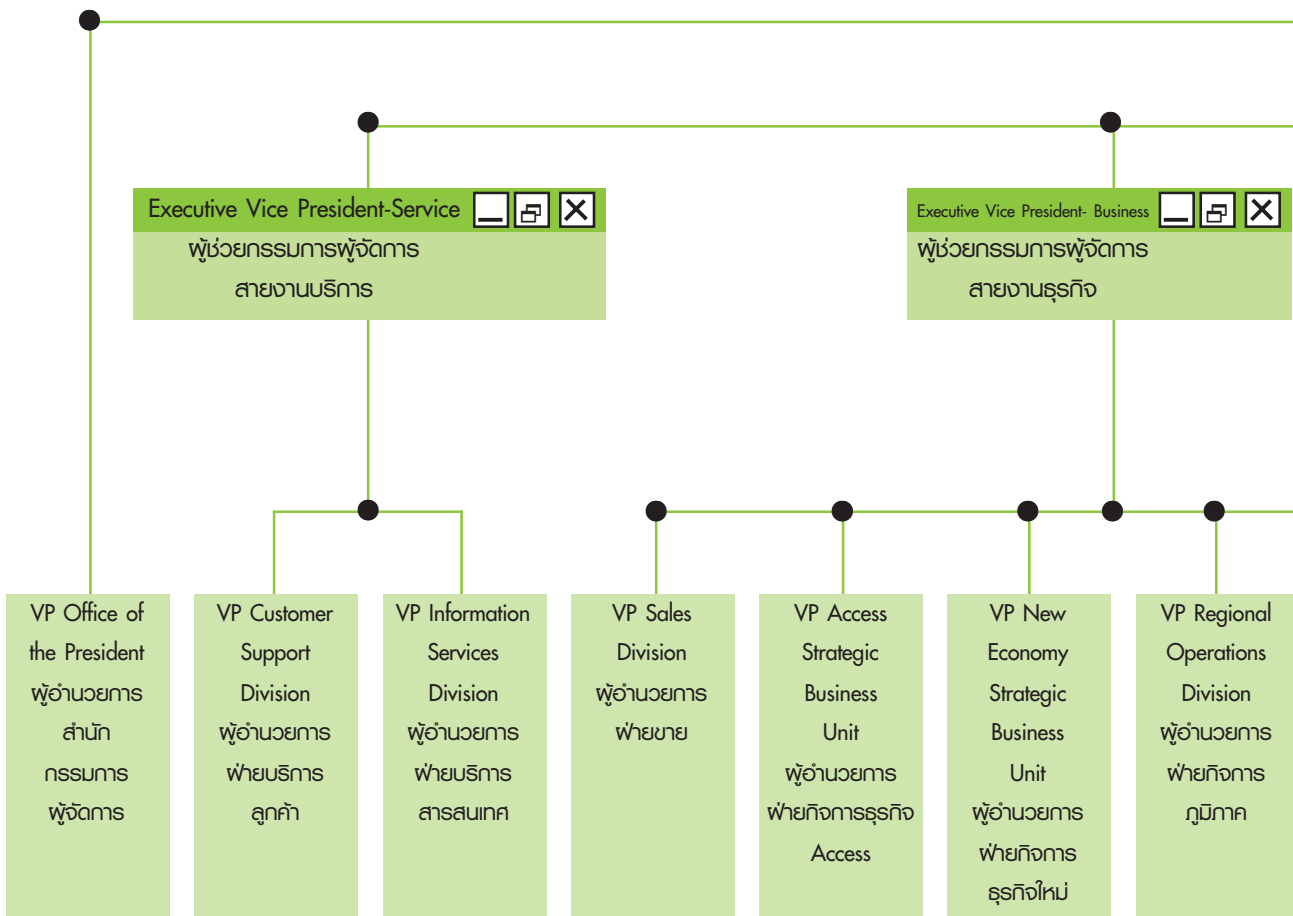 Executive Vice President-Service
ผู้ช่วยกรรมการผู้จัดการ
สายงานบริการ
Executive Vice President- Business
ผู้ช่วยกรรมการผู้จัดการ
สายงานธุรกิจ
VP Office of
the President
ผู้อำนวยการ
สำนัก
กรรมการ
ผู้จัดการ
VP Customer
Support
Division
ผู้อำนวยการ
ฝ่ายบริการ
ลูกค้า
VP Information
Services
Division
ผู้อำนวยการ
ฝ่ายบริการ
สารสนเทศ
VP Sales
Division
ผู้อำนวยการ
ฝ่ายขาย
VP Access
Strategic
Business
Unit
ผู้อำนวยการ
ฝ่ายกิจการธุรกิจ
Access
VP New
Economy
Strategic
Business
Unit
ผู้อำนวยการ
ฝ่ายกิจการ
ธุรกิจใหม่
VP Regional
Operations
Division
ผู้อำนวยการ
ฝ่ายกิจการ
ภูมิภาค